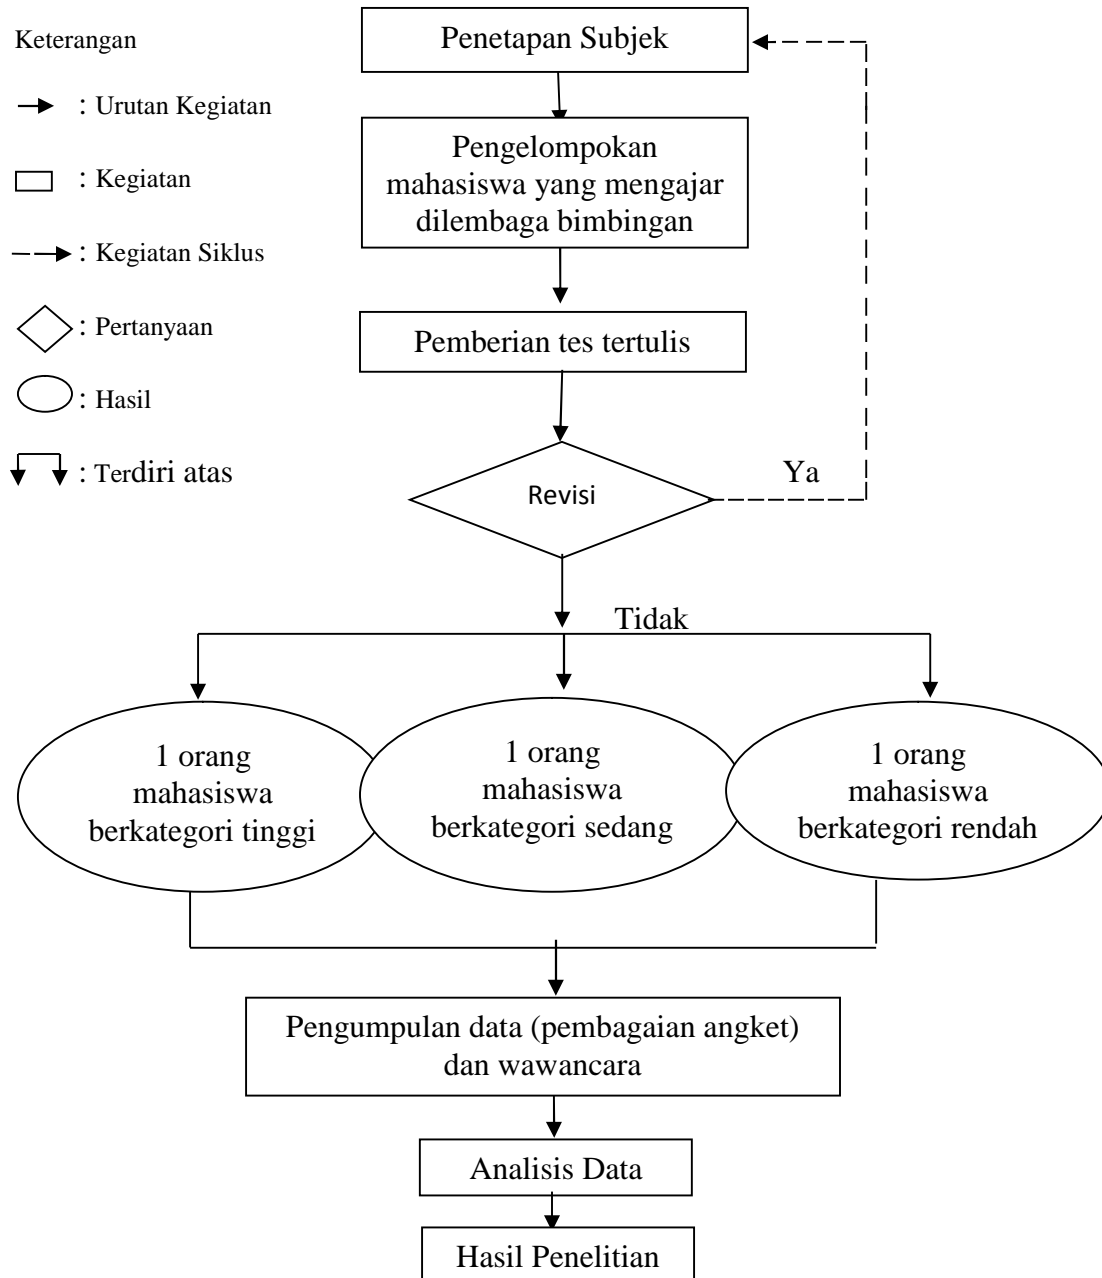 Keterangan
: Urutan Kegiatan
: Kegiatan
: Kegiatan Siklus
: Pertanyaan
: Hasil
: Terdiri atas
Penetapan Subjek
Pengelompokan
mahasiswa yang mengajar
dilembaga bimbingan
Pemberian tes tertulis
Revisi
Ya
Tidak
1 orang
mahasiswa
berkategori tinggi
1 orang
mahasiswa
berkategori sedang
1 orang
mahasiswa
berkategori rendah
Pengumpulan data (pembagaian angket)
dan wawancara
Analisis Data
Hasil Penelitian